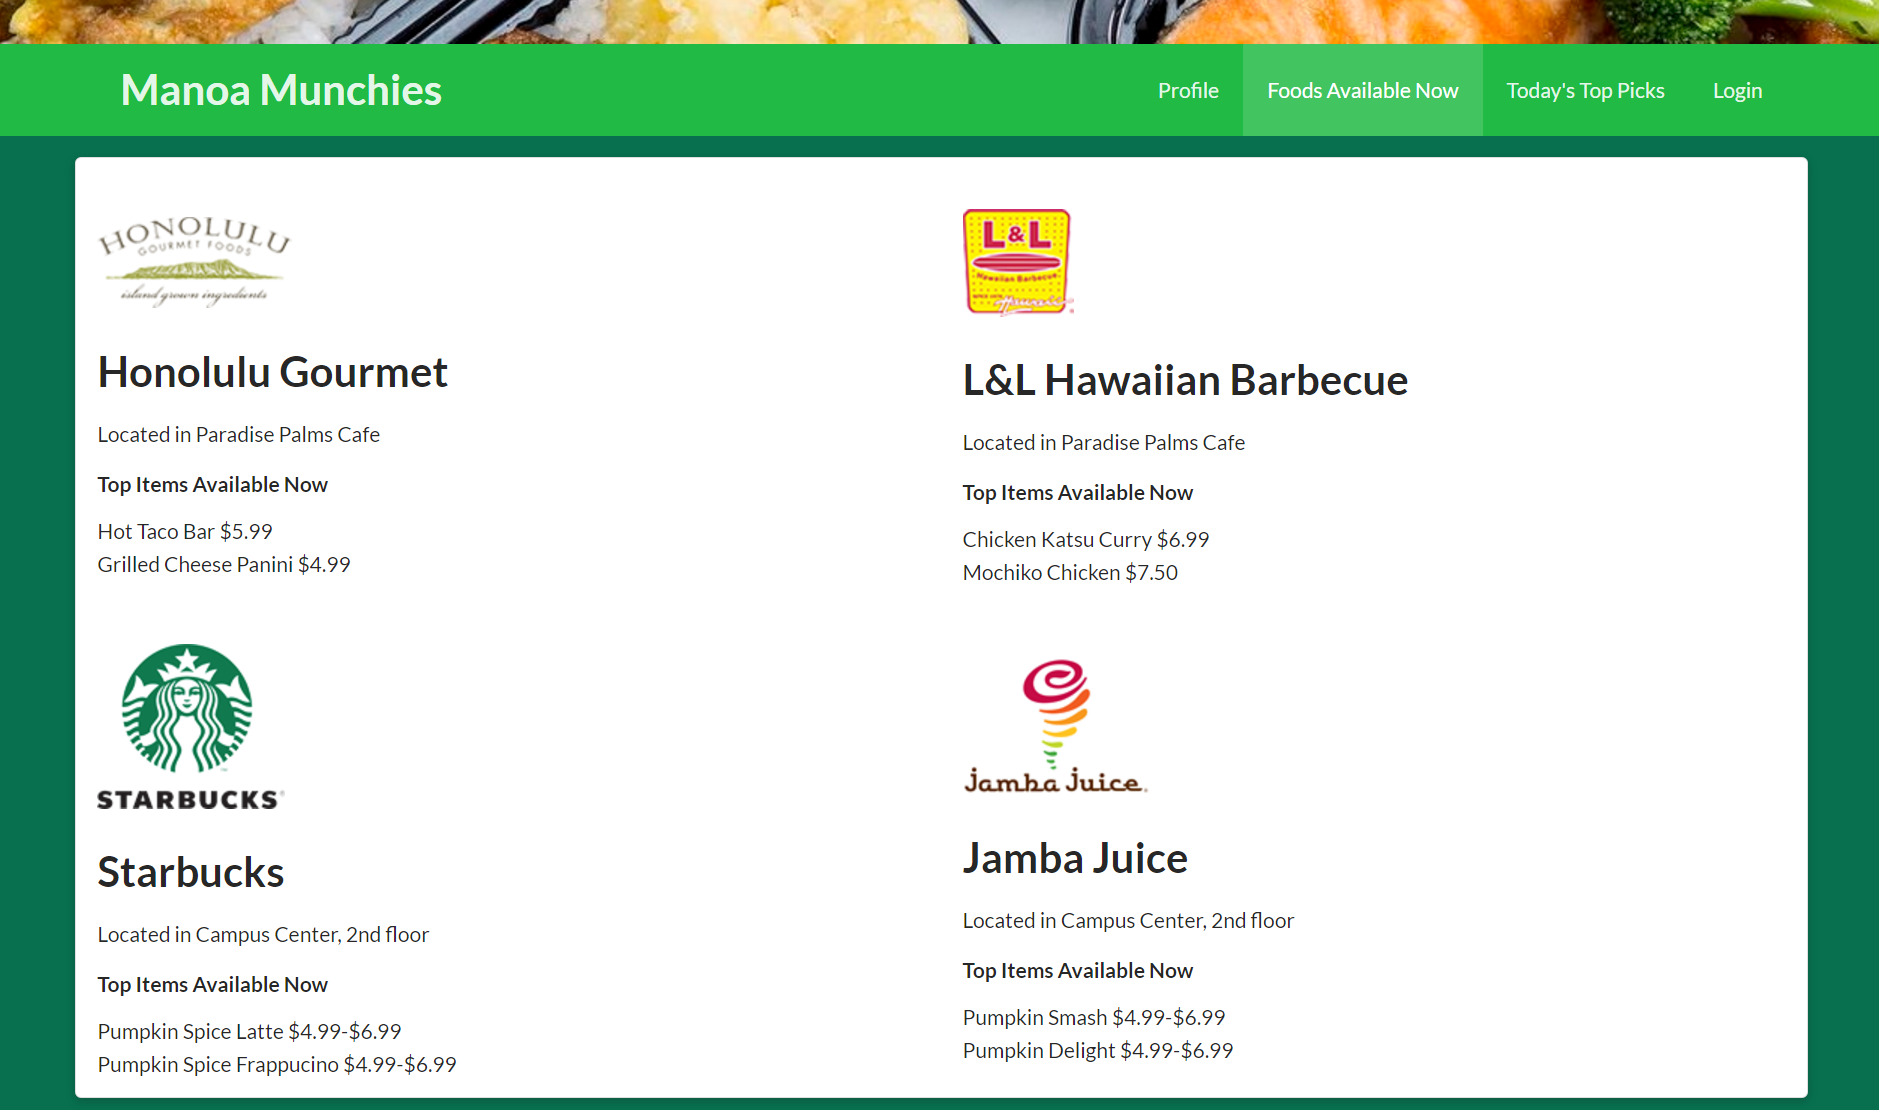 Manoa Munchies
Profile
Foods Available Now
Today's Top Picks
Login
HONOLULU
GOURMET FOODS
island grown ingredients
Honolulu Gourmet
Located in Paradise Palms Cafe
Top Items Available Now
Hot Taco Bar $5.99
Grilled Cheese Panini $4.99
L&L
Hawaiian Barbecue
L&L Hawaiian Barbecue
Located in Paradise Palms Cafe
Top Items Available Now
Chicken Katsu Curry $6.99
Mochiko Chicken $7.50
STARBUCKS
Starbucks
Located in Campus Center, 2nd floor
Top Items Available Now
Pumpkin Spice Latte $4.99-$6.99
Pumpkin Spice Frappucino $4.99-$6.99
jamba juice.
Jamba Juice
Located in Campus Center, 2nd floor
Top Items Available Now
Pumpkin Smash $4.99-$6.99
Pumpkin Delight $4.99-$6.99